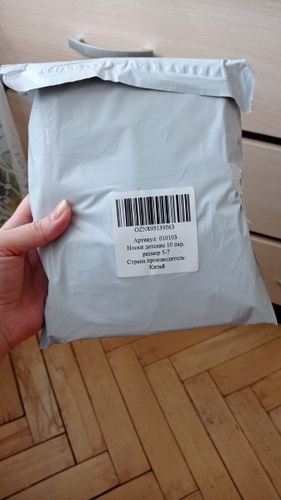 OZN893139563
Артикул: 010103
Носки детские 10 пар,
размер 5-7
Страна производитель:
Китай